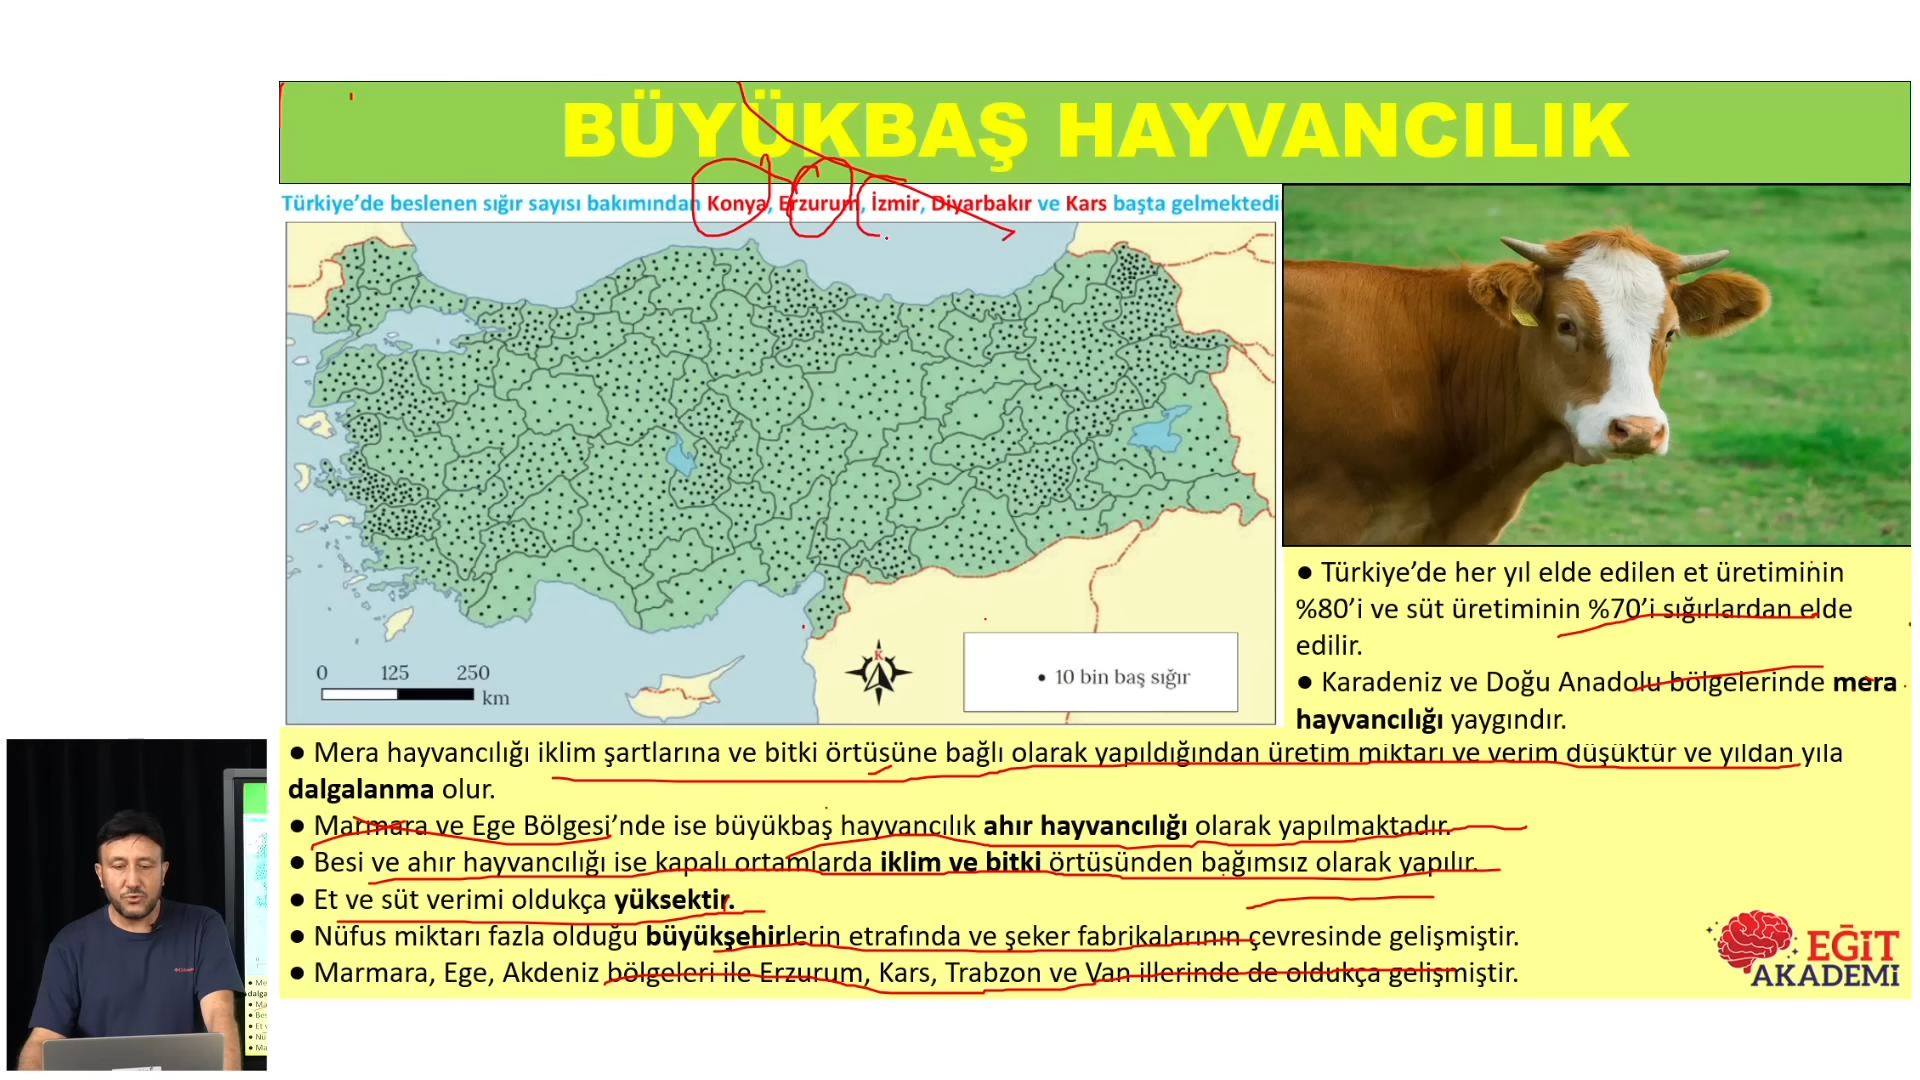 BÜYÜKBAŞ HAYVANCILIK
Türkiye’de beslenen sığır sayısı bakımından Konya, Erzurum, İzmir, Diyarbakır ve Kars başta gelmektedi
K
0 125 250
km
• 10 bin baş sığır
● Türkiye’de her yıl elde edilen et üretiminin
%80’i ve süt üretiminin %70’i sığırlardan elde
edilir.
● Karadeniz ve Doğu Anadolu bölgelerinde mera
hayvancılığı yaygındır.
● Mera hayvancılığı iklim şartlarına ve bitki örtüsüne bağlı olarak yapıldığından üretim miktarı ve verim düşüktür ve yıldan yıla
dalgalanma olur.
● Marmara ve Ege Bölgesi’nde ise büyükbaş hayvancılık ahır hayvancılığı olarak yapılmaktadır.
● Besi ve ahır hayvancılığı ise kapalı ortamlarda iklim ve bitki örtüsünden bağımsız olarak yapılır.
● Et ve süt verimi oldukça yüksektir.
● Nüfus miktarı fazla olduğu büyükşehirlerin etrafında ve şeker fabrikalarının çevresinde gelişmiştir.
● Marmara, Ege, Akdeniz bölgeleri ile Erzurum, Kars, Trabzon ve Van illerinde de oldukça gelişmiştir.
EĞİT
AKADEMİ